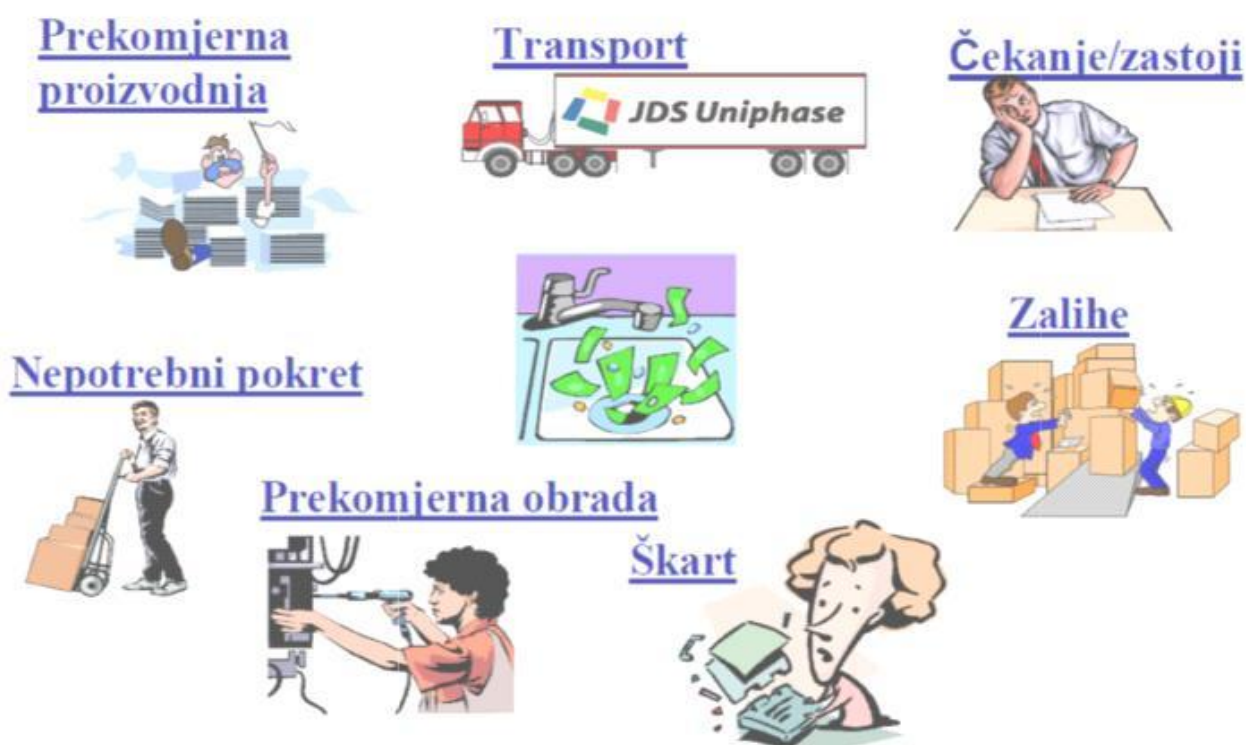 Prekomjerna
proizvodnja
Transport
JDS Uniphase
Čekanje/zastoji
Zalihe
Nepotrebni pokret
Prekomjerna obrada
Škart